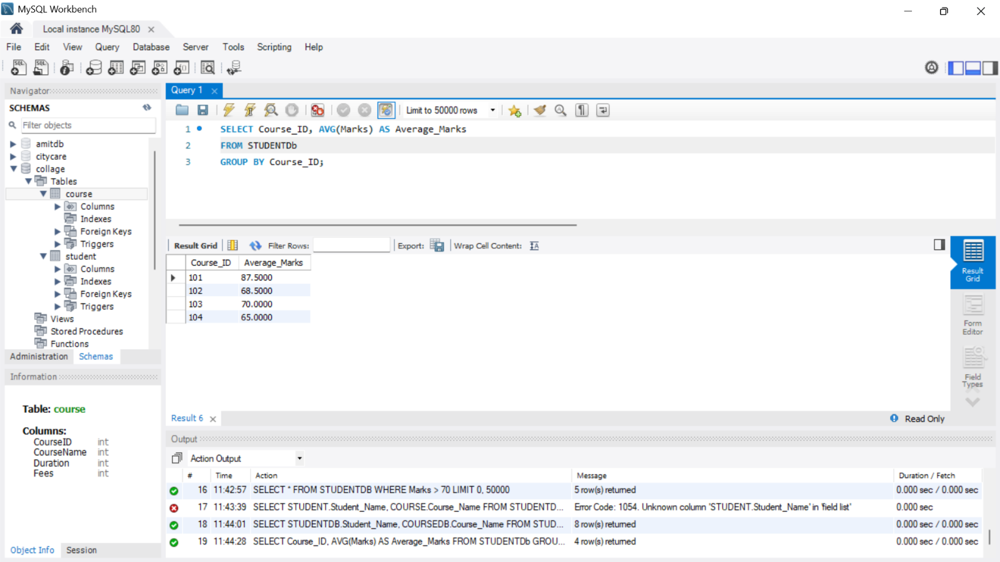 MySQL Workbench
Local instance MySQL80
File Edit View Query Database Server Tools Scripting Help
Navigator
SCHEMAS
Filter objects
amitdb
citycare
collage
Tables
course
Columns
Indexes
Foreign Keys
Triggers
student
Columns
Indexes
Foreign Keys
Triggers
Views
Stored Procedures
Functions
Administration Schemas
Information
Table: course
Columns:
CourseID int
CourseName int
Duration int
Fees int
Object Info Session
Query 1
Limit to 50000 rows
1 SELECT Course_ID, AVG(Marks) AS Average_Marks
2 FROM STUDENTDb
3 GROUP BY Course_ID;
Result Grid Filter Rows: Export: Wrap Cell Content:
Course_ID Average_Marks
101 87.5000
102 68.5000
103 70.0000
104 65.0000
Result
Grid
Form
Editor
Field
Types
Result 6
Read Only
Output
Action Output
# Time Action Message Duration / Fetch
16 11:42:57 SELECT * FROM STUDENTDB WHERE Marks > 70 LIMIT 0, 50000 5 row(s) returned 0.000 sec / 0.000 sec
17 11:43:39 SELECT STUDENT.Student_Name, COURSE.Course_Name FROM STUDENTD... Error Code: 1054. Unknown column 'STUDENT.Student_Name' in 'field list' 0.000 sec
18 11:44:01 SELECT STUDENTDB.Student_Name, COURSEDB.Course_Name FROM STUD... 8 row(s) returned 0.000 sec / 0.000 sec
19 11:44:28 SELECT Course_ID, AVG(Marks) AS Average_Marks FROM STUDENTDb GROU... 4 row(s) returned 0.000 sec / 0.000 sec